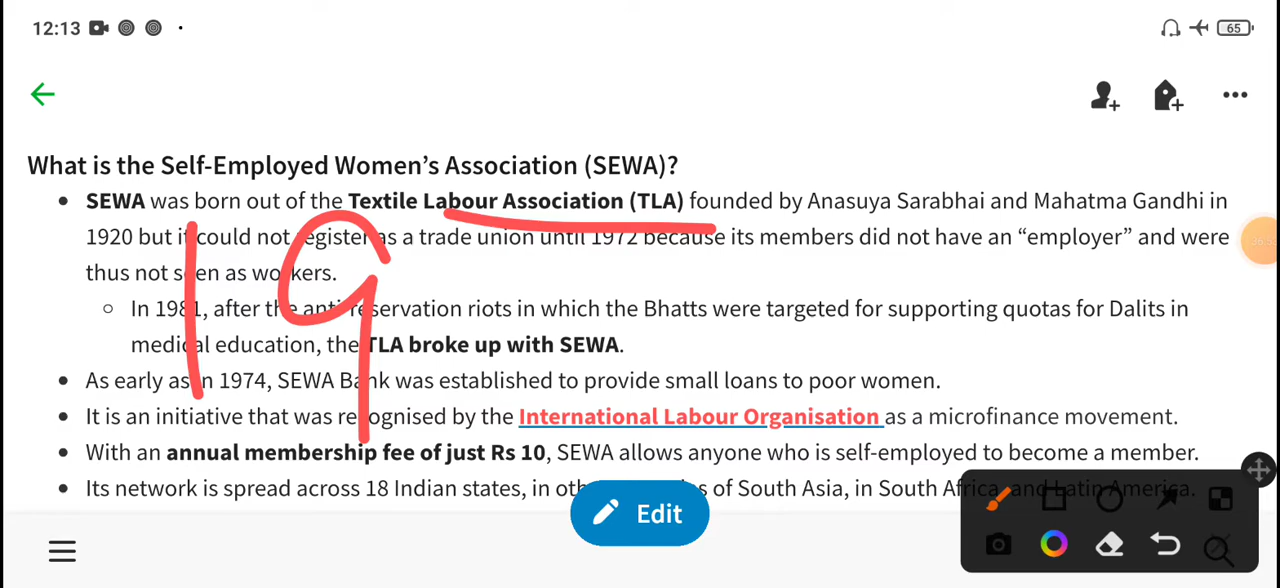 12:13
65
What is the Self-Employed Women's Association (SEWA)?
• SEWA was born out of the Textile Labour Association (TLA) founded by Anasuya Sarabhai and Mahatma Gandhi in
1920 but it could not register as a trade union until 1972 because its members did not have an “employer” and were
thus not seen as workers.
○ In 1981, after the anti-reservation riots in which the Bhatts were targeted for supporting quotas for Dalits in
medical education, the TLA broke up with SEWA.
• As early as in 1974, SEWA Bank was established to provide small loans to poor women.
• It is an initiative that was recognised by the International Labour Organisation as a microfinance movement.
• With an annual membership fee of just Rs 10, SEWA allows anyone who is self-employed to become a member.
• Its network is spread across 18 Indian states, in of South Asia, in South Africa, and Latin America.
Edit
19